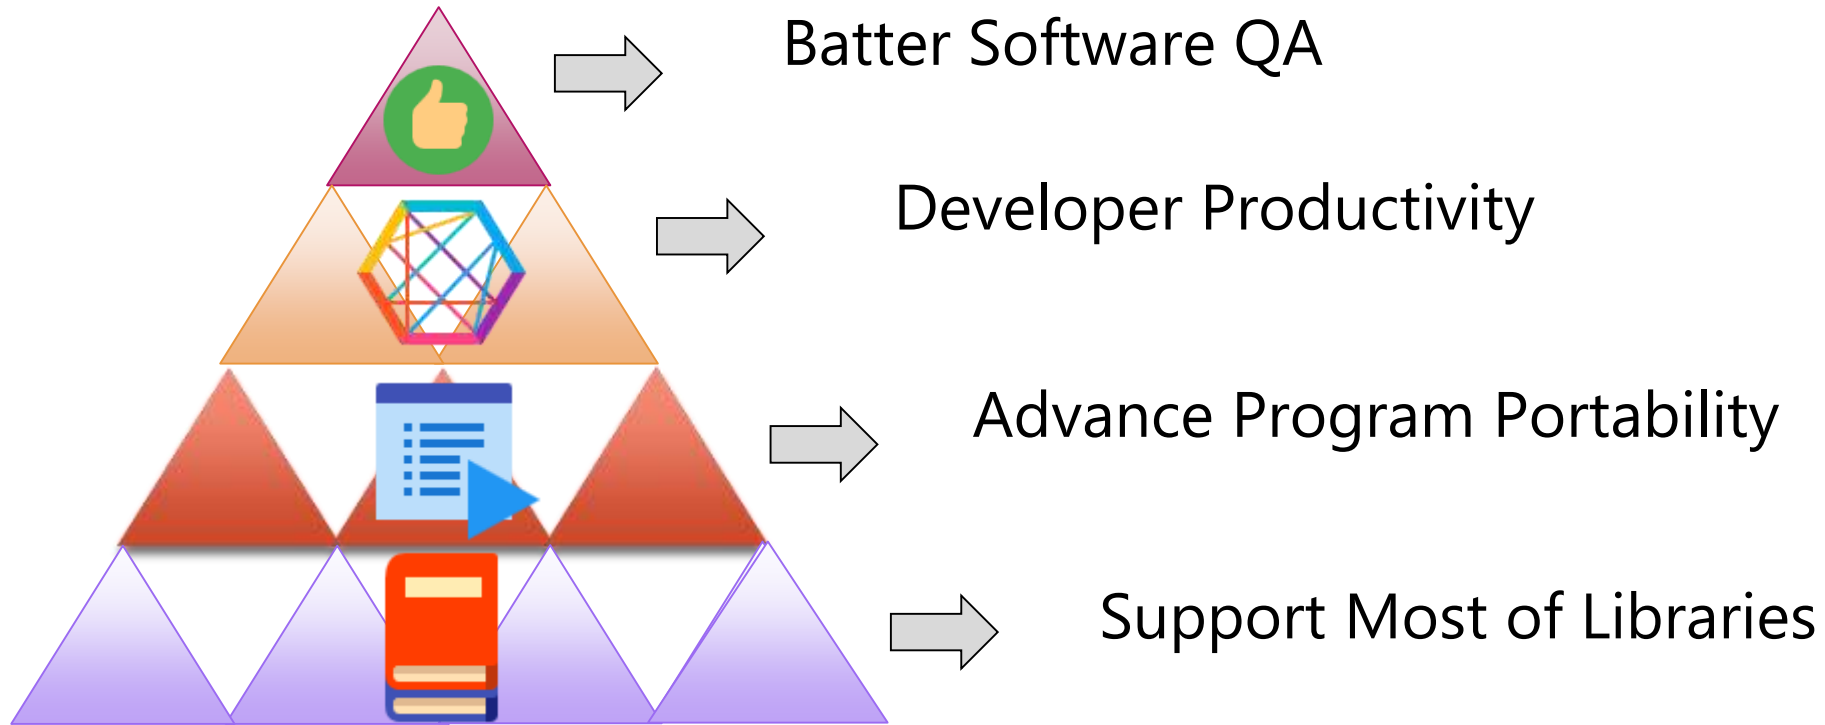 Batter Software QA
Developer Productivity
Advance Program Portability
Support Most of Libraries